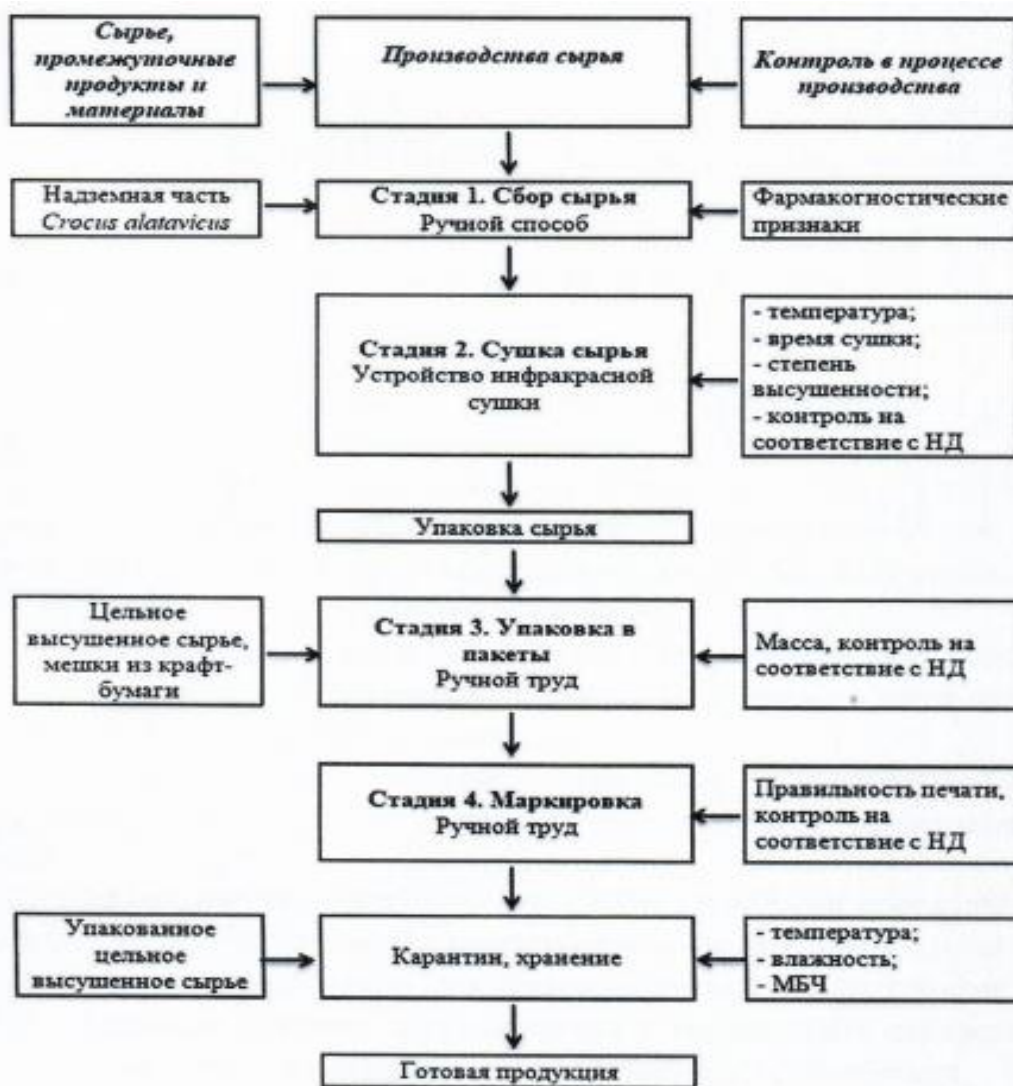 Сырье,
промежуточные
продукты и
материалы
Производства сырья
Контроль в процессе
производства
Надземная часть
Crocus alatavicus
Стадия 1. Сбор сырья
Ручной способ
Фармакогностические
признаки
Стадия 2. Сушка сырья
Устройство инфракрасной
сушки
- температура;
- время сушки;
- степень
высушенности;
- контроль на
соответствие с НД
Упаковка сырья
Цельное
высушенное сырье,
мешки из крафт-
бумаги
Стадия 3. Упаковка в
пакеты
Ручной труд
Масса, контроль на
соответствие с НД
Стадия 4. Маркировка
Ручной труд
Правильность печати,
контроль на
соответствие с НД
Упакованное
цельное
высушенное сырье
Карантин, хранение
- температура;
- влажность;
- МБЧ
Готовая продукция